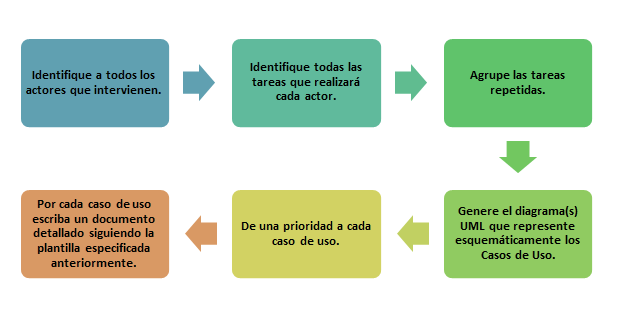 Identifique a todos los
actores que intervienen.
Identifique todas las
tareas que realizará
cada actor.
Agrupe las tareas
repetidas.
Genere el diagrama(s)
UML que represente
esquemáticamente los
Casos de Uso.
De una prioridad a cada
caso de uso.
Por cada caso de uso
escriba un documento
detallado siguiendo la
plantilla especificada
anteriormente.